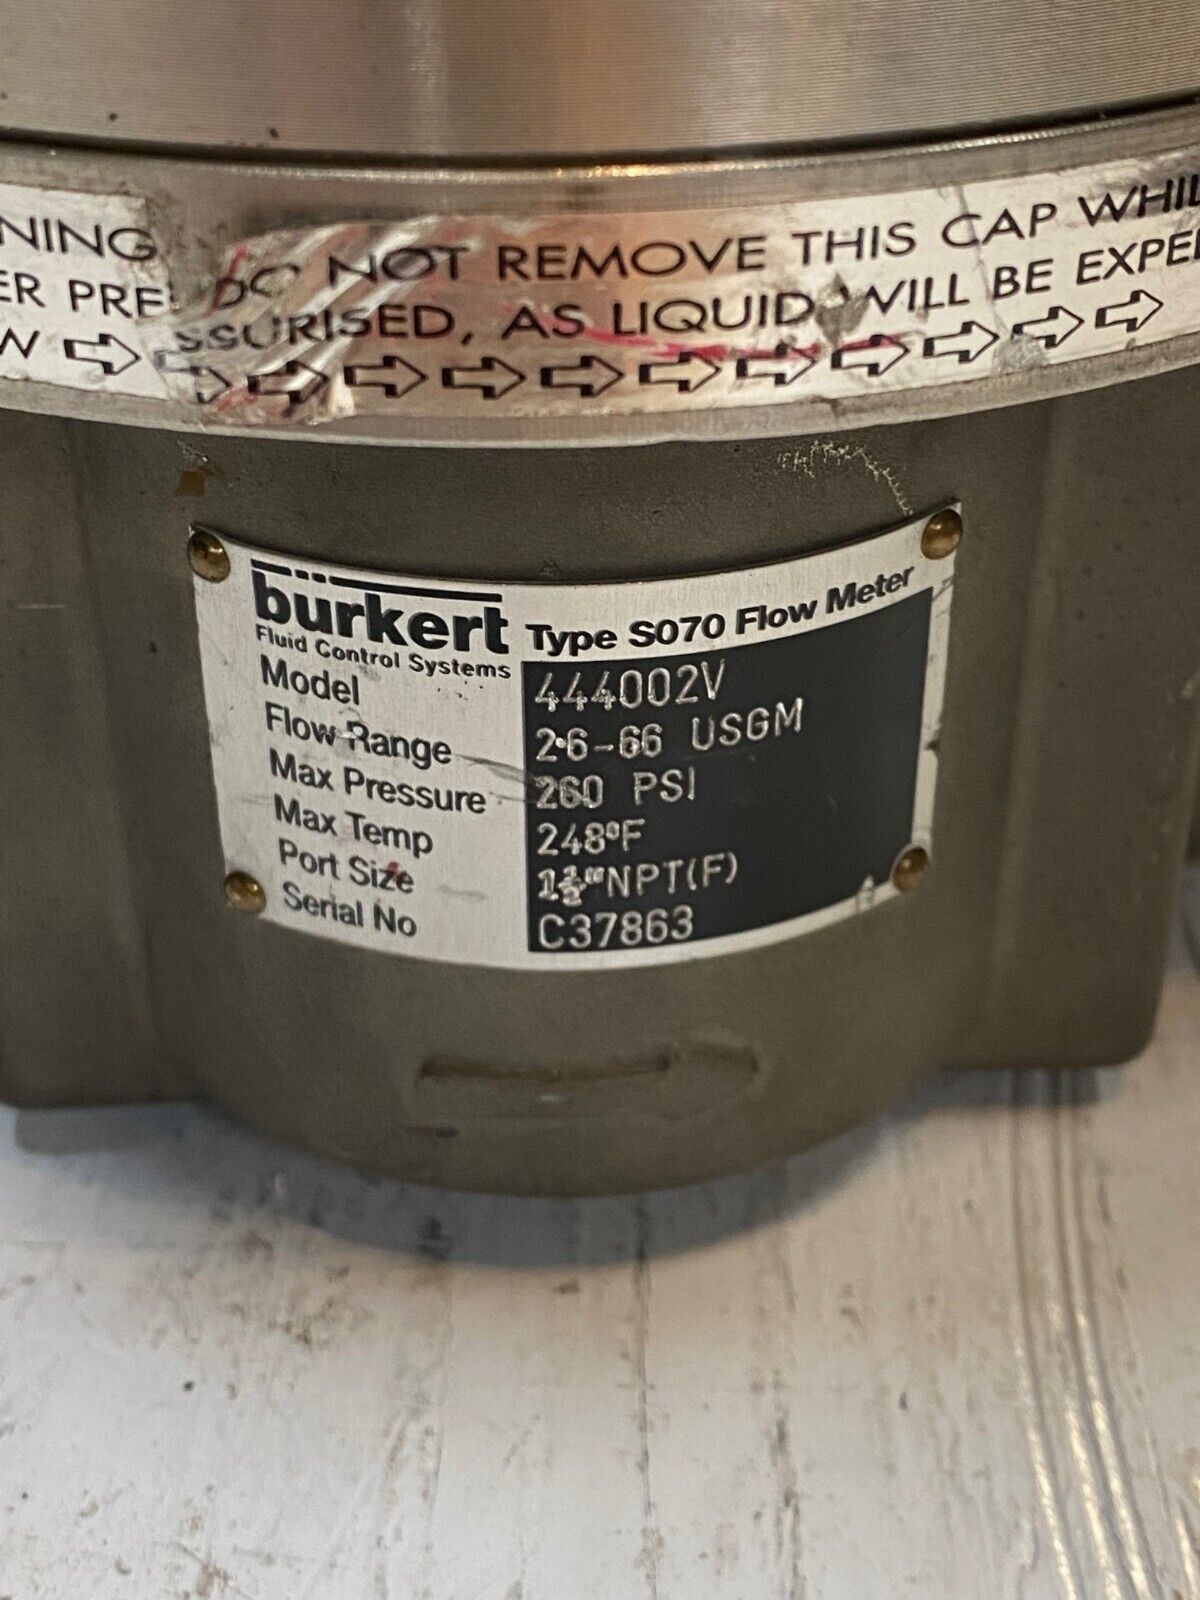 NING DO NOT REMOVE THIS CAP WHIL
ER PRE SSURISED, AS LIQUID WILL BE EXPEL
W
burkert
Fluid Control Systems
Type S070 Flow Meter
Model 444002V
Flow Range 2·6-66 USGM
Max Pressure 260 PSI
Max Temp 248°F
Port Size 1½"NPT(F)
Serial No C37863